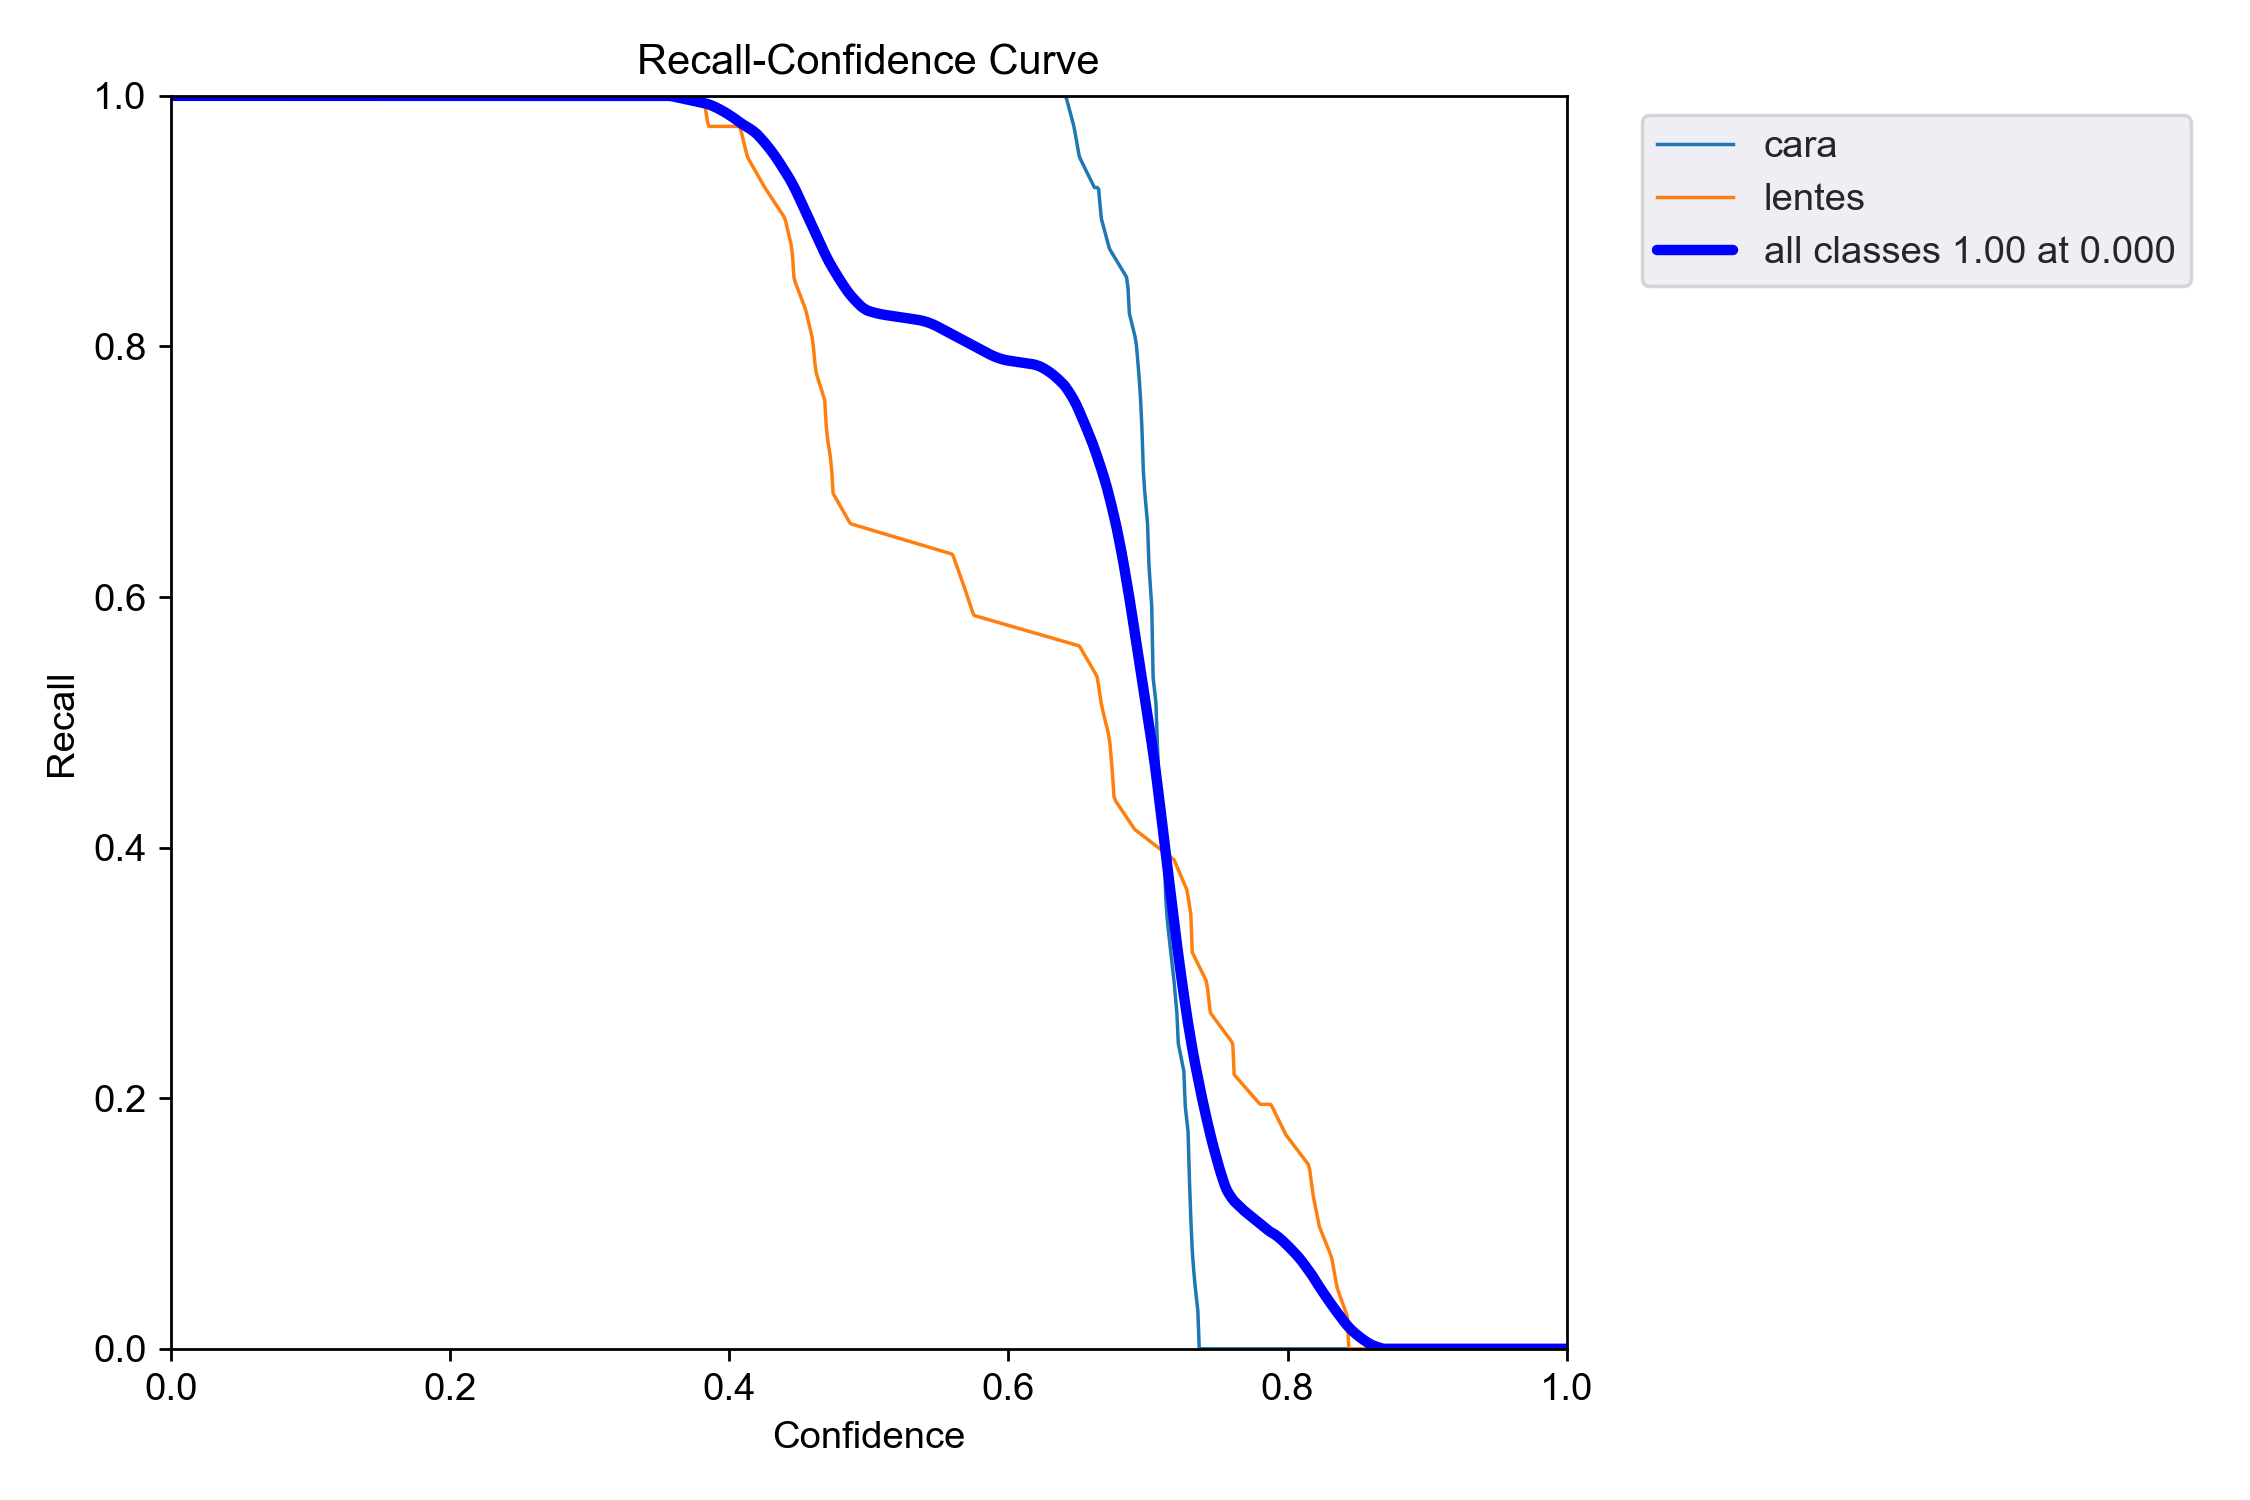 Recall-Confidence Curve
1.0
0.8
0.6
0.4
0.2
0.0
Recall
0.0 0.2 0.4 0.6 0.8 1.0
Confidence
cara
lentes
all classes 1.00 at 0.000